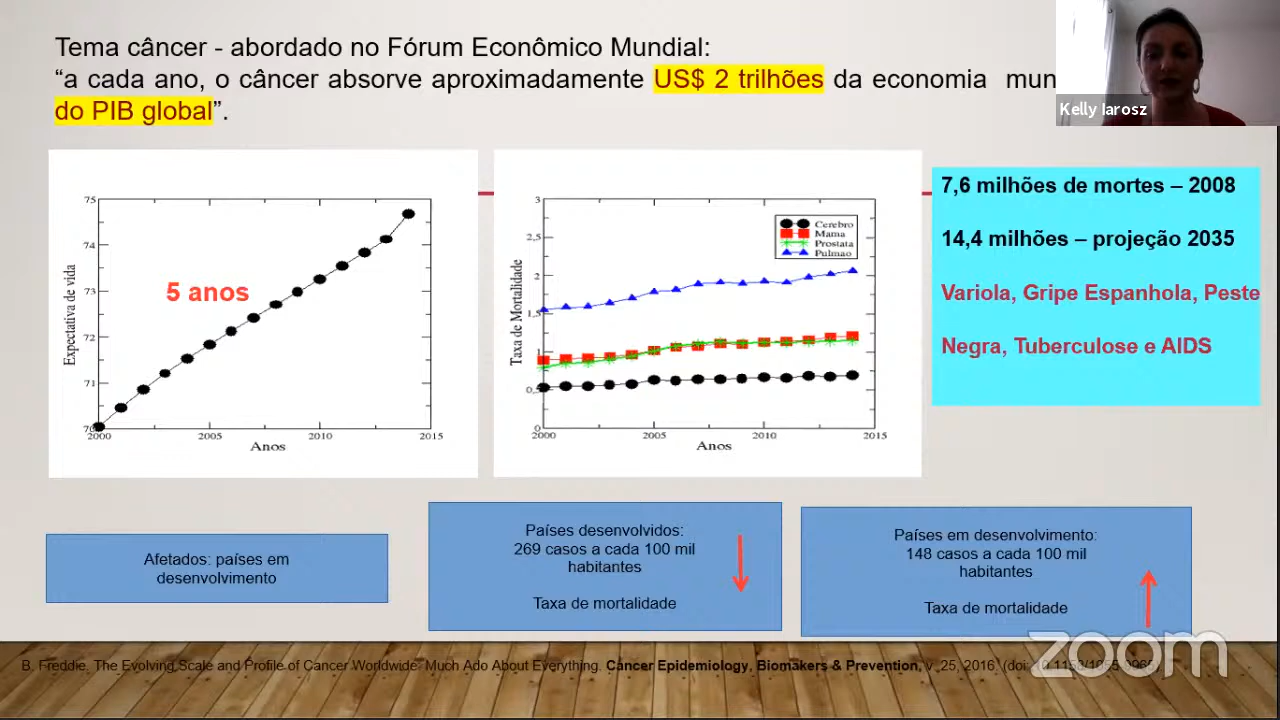 Tema câncer - abordado no Fórum Econômico Mundial:
“a cada ano, o câncer absorve aproximadamente US$ 2 trilhões da economia
do PIB global”.
Kelly Iarosz
75
74
73
72
71
2000
2005
2010
2015
Anos
Expectativa de vida
5 anos
3
2,5
2
1,5
1
0
2000
2005
2010
2015
Anos
Taxa de Mortalidade
Cerebro
Mama
Prostata
Pulmao
7,6 milhões de mortes – 2008
14,4 milhões – projeção 2035
Variola, Gripe Espanhola, Peste
Negra, Tuberculose e AIDS
Afetados: países em
desenvolvimento
Países desenvolvidos:
269 casos a cada 100 mil
habitantes
Taxa de mortalidade
Países em desenvolvimento:
148 casos a cada 100 mil
habitantes
Taxa de mortalidade
B. Freddie. The Evolving Scale and Profile of Cancer Worldwide: Much Ado About Everything. Câncer Epidemiology, Biomakers & Prevention, v .25, 2016. (doi:
zoom